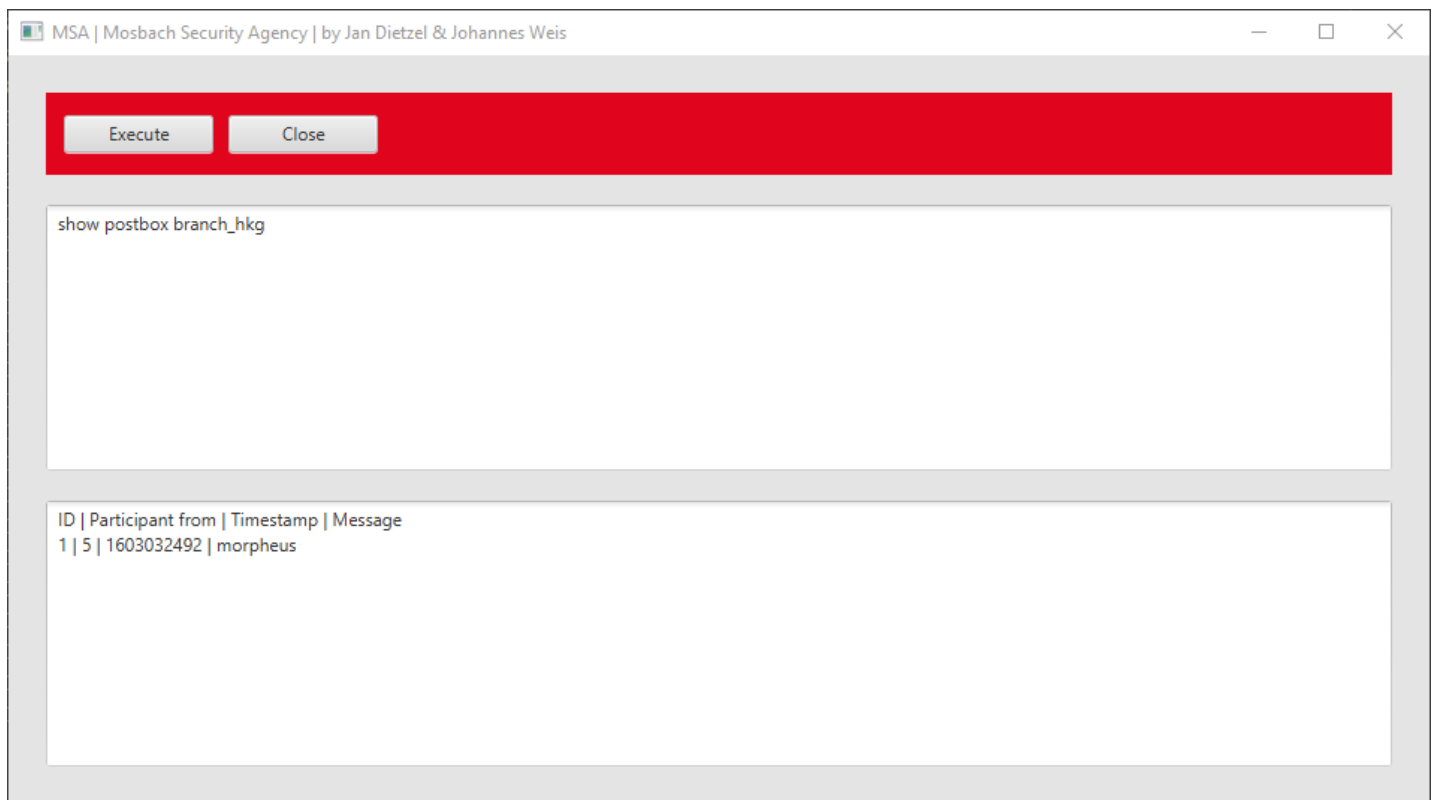 MSA | Mosbach Security Agency | by Jan Dietzel & Johannes Weis
Execute
Close
show postbox branch_hkg
ID | Participant from | Timestamp | Message
1 | 5 | 1603032492 | morpheus